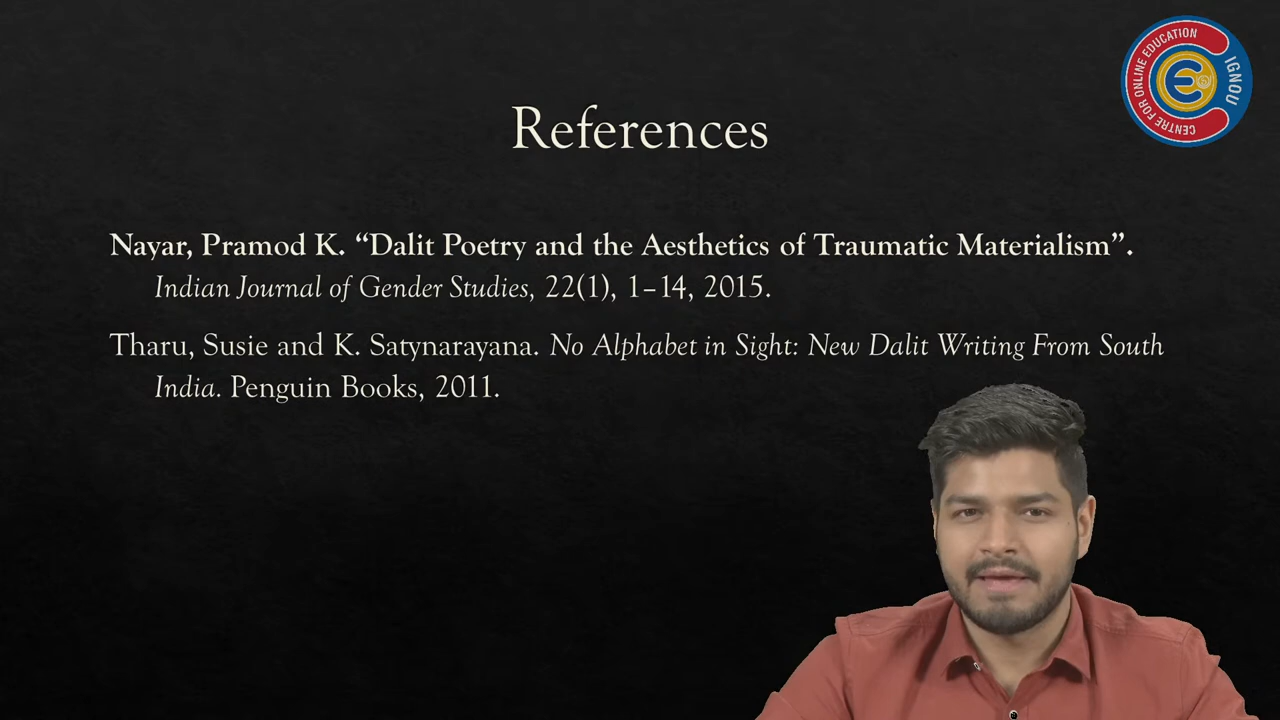 References
Nayar, Pramod K. “Dalit Poetry and the Aesthetics of Traumatic Materialism”.
Indian Journal of Gender Studies, 22(1), 1–14, 2015.
Tharu, Susie and K. Satynarayana. No Alphabet in Sight: New Dalit Writing From South
India. Penguin Books, 2011.
CENTRE FOR ONLINE EDUCATION
IGNOU